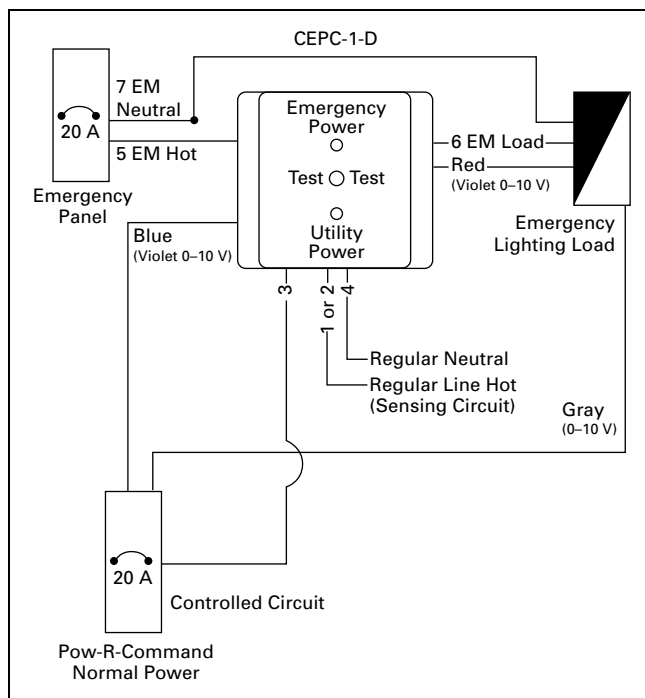 CEPC-1-D
7 EM
Neutral
20 A
5 EM Hot
Emergency
Panel
Emergency
Power
Test Test
Utility
Power
6 EM Load
Red
(Violet 0–10 V)
Emergency
Lighting Load
Blue
(Violet 0–10 V)
3
1 or 2
4
Regular Neutral
Regular Line Hot
(Sensing Circuit)
Gray
(0–10 V)
20 A
Controlled Circuit
Pow-R-Command
Normal Power